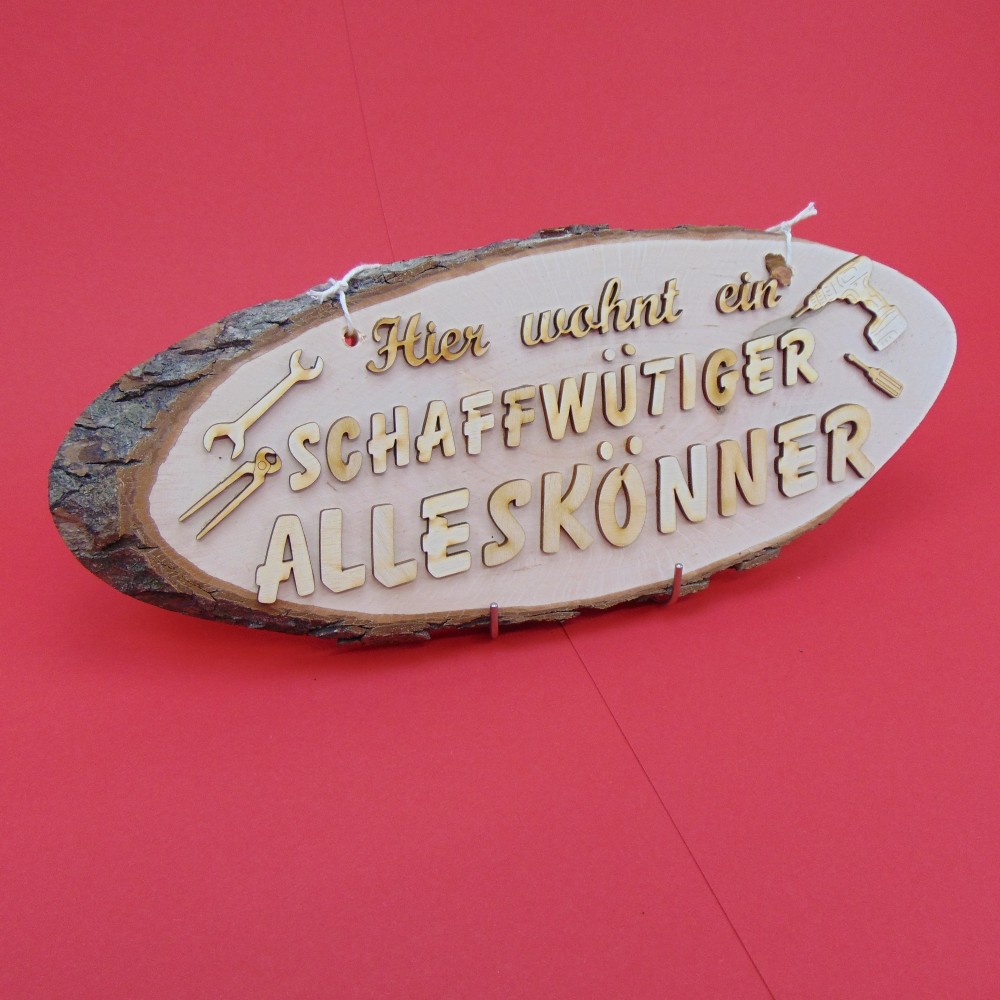 Hier wohnt ein
SCHAFFWÜTIGER
ALLESKÖNNER